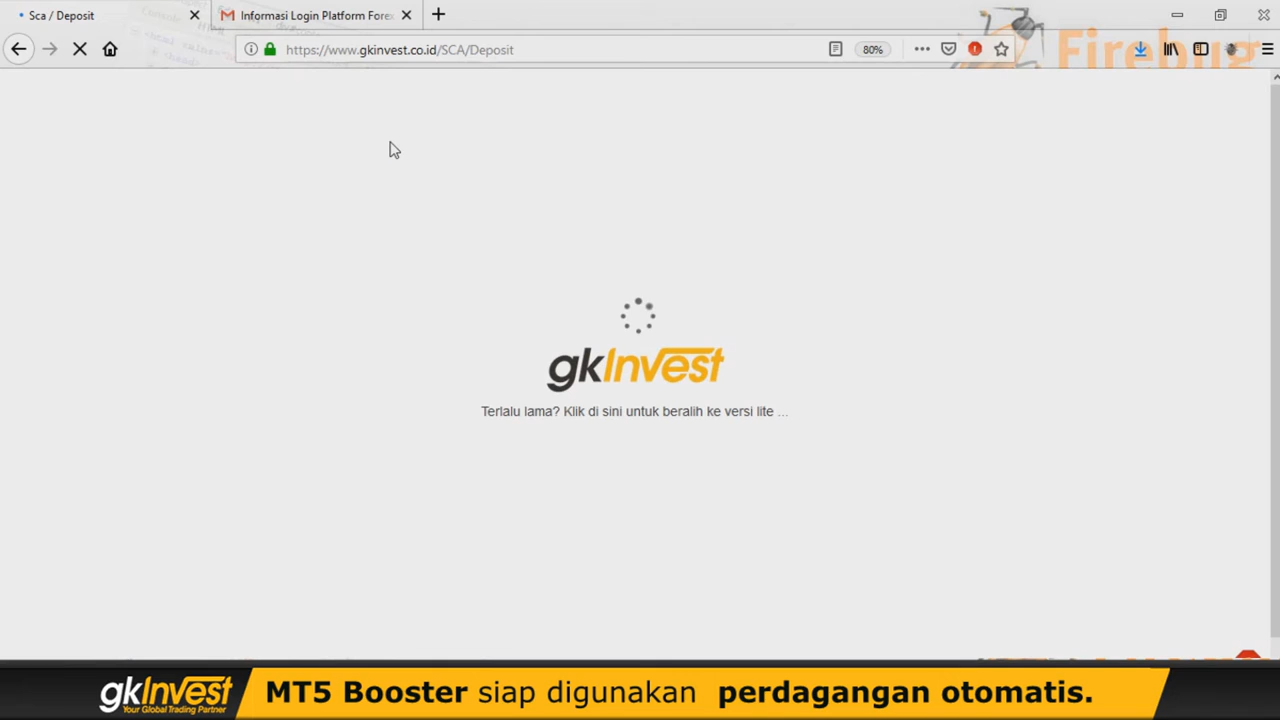 Sca / Deposit
Informasi Login Platform Fore
https://www.gkinvest.co.id/SCA/Deposit
80%
Firebug
gkInvest
Terlalu lama? Klik di sini untuk beralih ke versi lite ...
gkInvest
Your Global Trading Partner
MT5 Booster siap digunakan perdagangan otomatis.